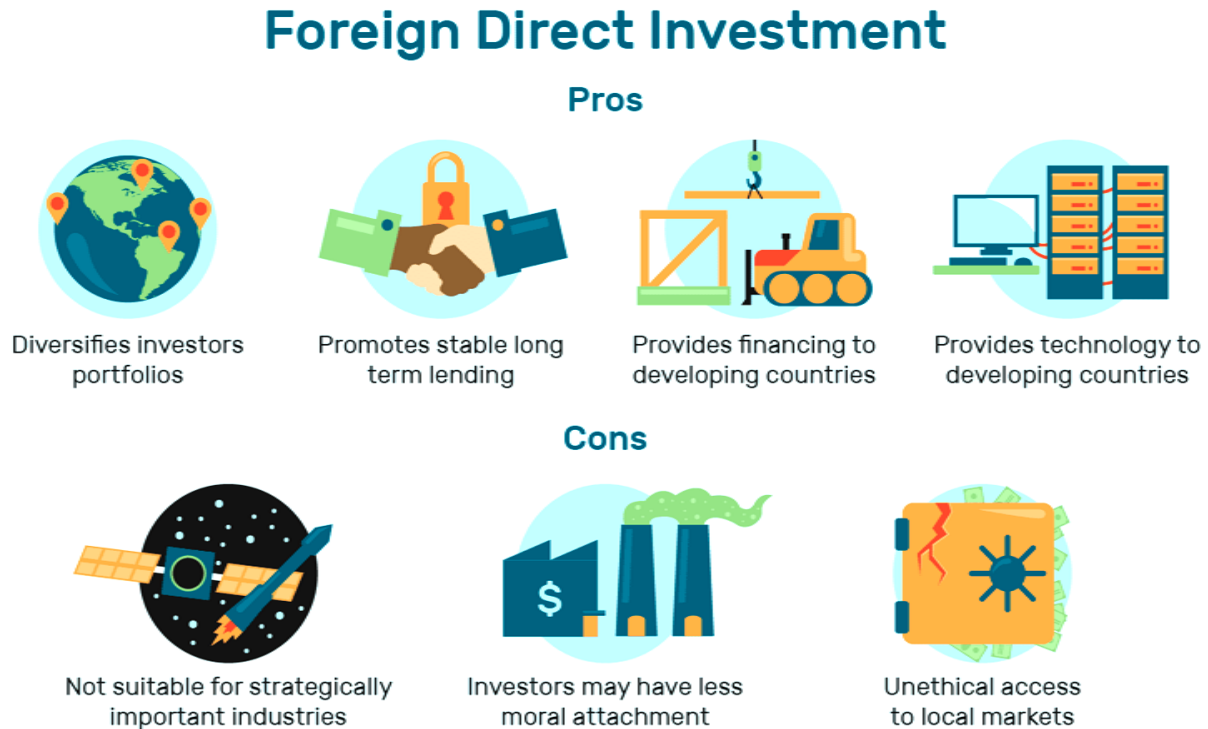 Foreign Direct Investment
Pros
Diversifies investors
portfolios
Promotes stable long
term lending
Provides financing to
developing countries
Provides technology to
developing countries
Cons
$
Not suitable for strategically
important industries
Investors may have less
moral attachment
Unethical access
to local markets